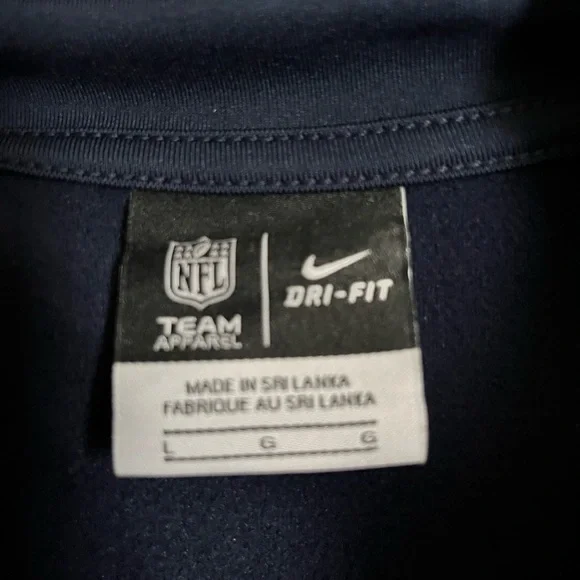 NFL
TEAM
APPAREL
DRI-FIT
MADE IN SRI LANKA
FABRIQUE AU SRI LANKA
L G G